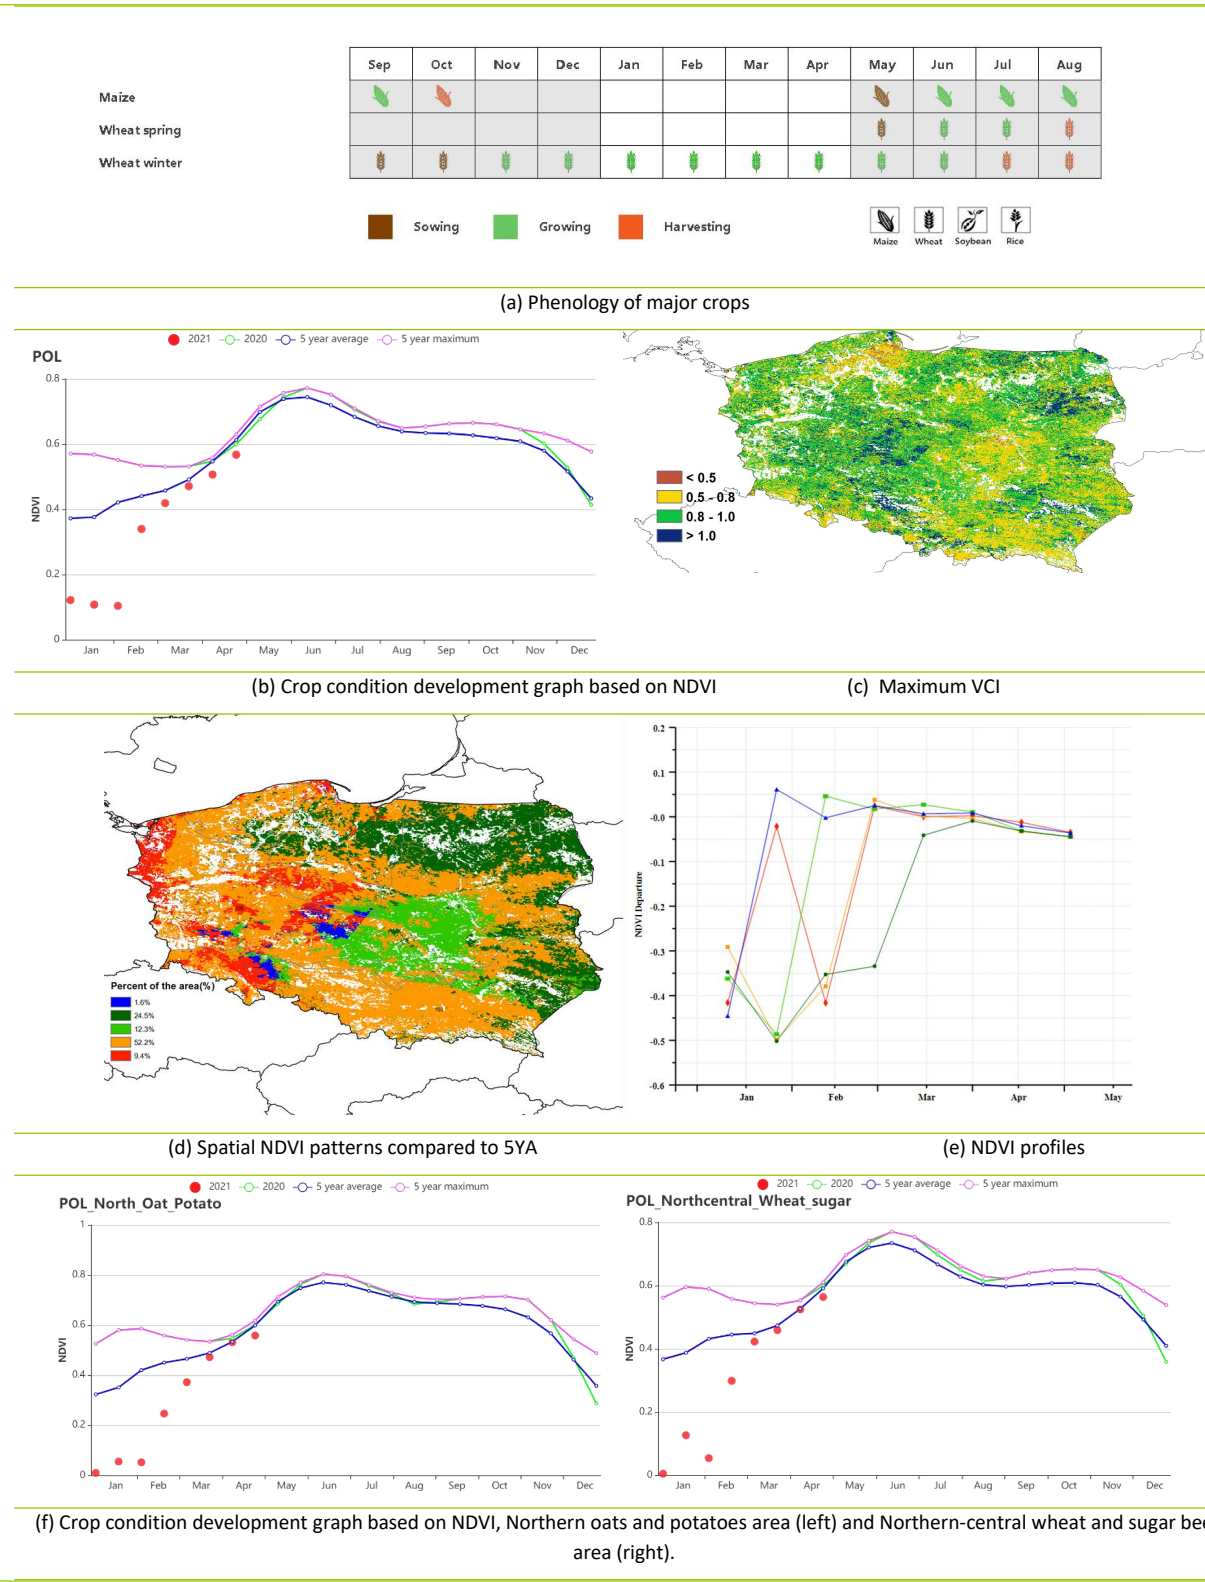 Sep Oct Nov Dec Jan Feb Mar Apr May Jun Jul Aug
Maize
Wheat spring
Wheat winter
Sowing Growing Harvesting
Maize Wheat Soybean Rice
(a) Phenology of major crops
2021 2020 5 year average 5 year maximum
POL
0.8
0.6
0.4
0.2
0
NDVI
Jan Feb Mar Apr May Jun Jul Aug Sep Oct Nov Dec
< 0.5
0.5 - 0.8
0.8 - 1.0
> 1.0
(b) Crop condition development graph based on NDVI (c) Maximum VCI
Percent of the area(%)
1.6%
24.5%
12.3%
52.2%
9.4%
0.2
0.1
-0.0
-0.1
-0.2
-0.3
-0.4
-0.5
-0.6
NDVI Departure
Jan Feb Mar Apr May
(d) Spatial NDVI patterns compared to 5YA (e) NDVI profiles
2021 2020 5 year average 5 year maximum
POL_North_Oat_Potato
1
0.8
0.6
0.4
0.2
0
NDVI
Jan Feb Mar Apr May Jun Jul Aug Sep Oct Nov Dec
2021 2020 5 year average 5 year maximum
POL_Northcentral_Wheat_sugar
0.8
0.6
0.4
0.2
0
NDVI
Jan Feb Mar Apr May Jun Jul Aug Sep Oct Nov Dec
(f) Crop condition development graph based on NDVI, Northern oats and potatoes area (left) and Northern-central wheat and sugar be
area (right).